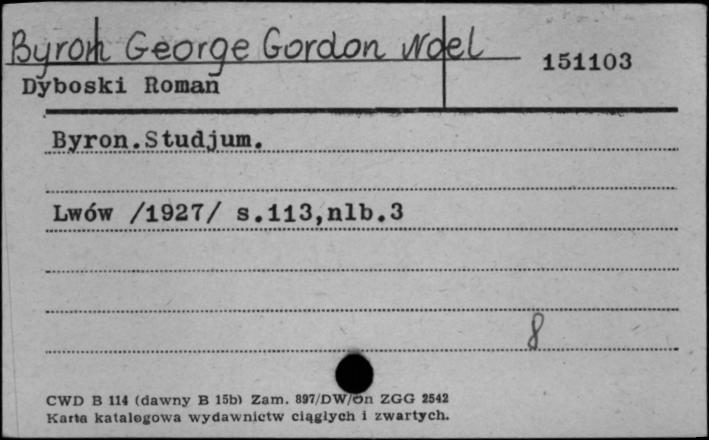 Byron George Gordon Noel
151103
Dyboski Roman
Byron.Studjum.
Lwów /1927/ s.113,nlb.3
8
CWD B 114 (dawny B 15b) Zam. 897/DW/On ZGG 2542
Karta katalogowa wydawnictw ciągłych i zwartych.